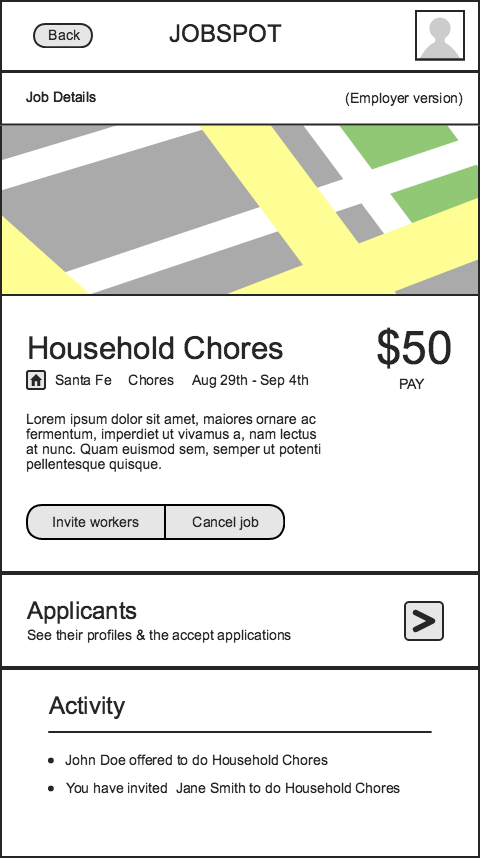 Back
JOBSPOT
Job Details
(Employer version)
Household Chores
$50
Santa Fe Chores Aug 29th - Sep 4th
PAY
Lorem ipsum dolor sit amet, maiores ornare ac
fermentum, imperdiet ut vivamus a, nam lectus
at nunc. Quam euismod sem, semper ut potenti
pellentesque quisque.
Invite workers
Cancel job
Applicants
See their profiles & the accept applications
Activity
John Doe offered to do Household Chores
You have invited Jane Smith to do Household Chores